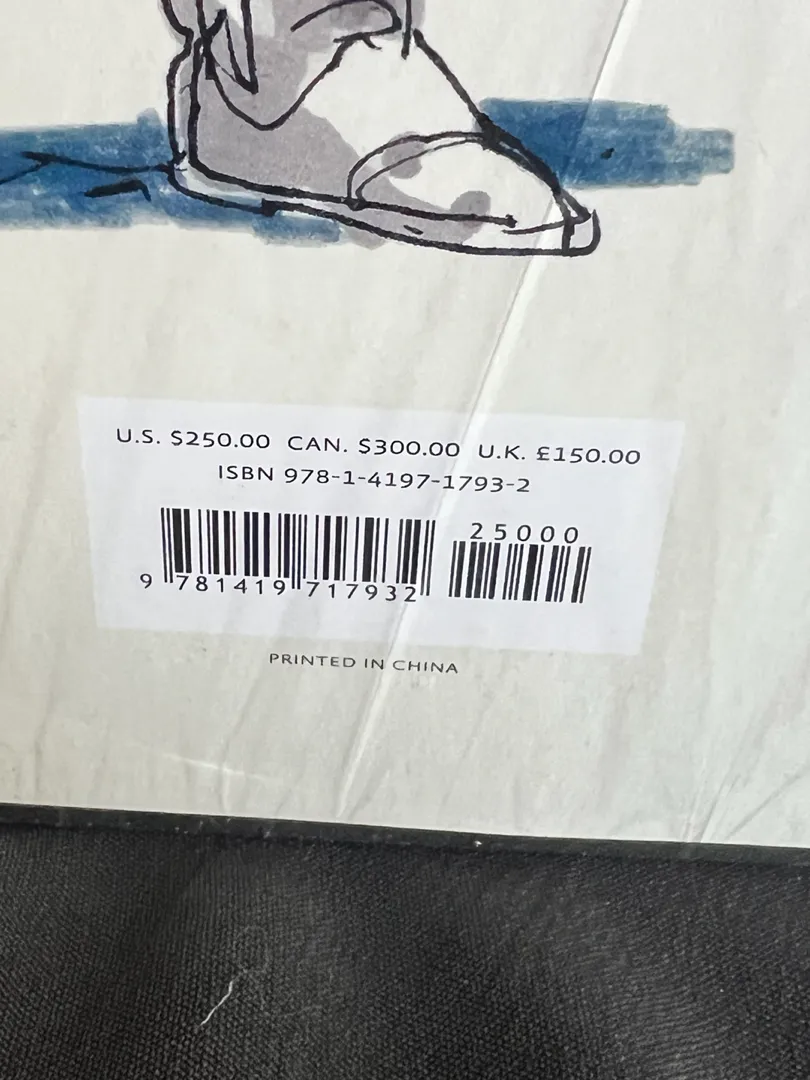 U.S. $250.00 CAN. $300.00 U.K. £150.00
ISBN 978-1-4197-1793-2
25000
9 781419 717932
PRINTED IN CHINA